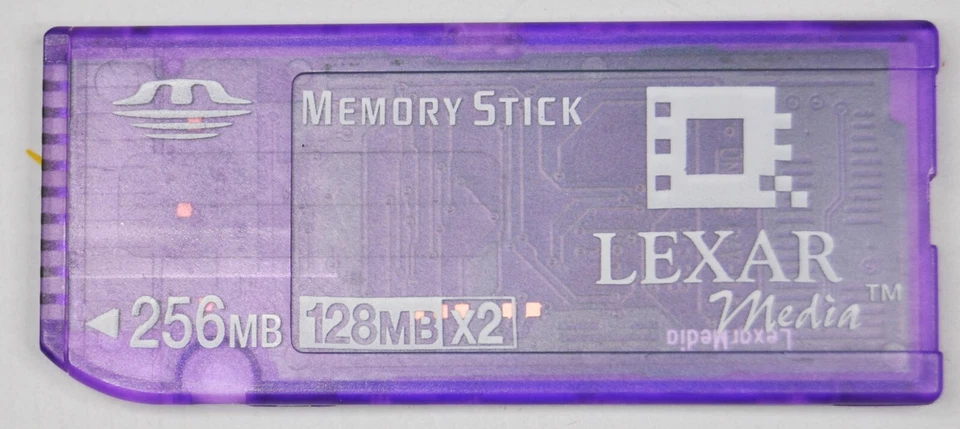 MEMORY STICK
LEXAR
Media™
◀256MB
128MB X2
LexarMedia